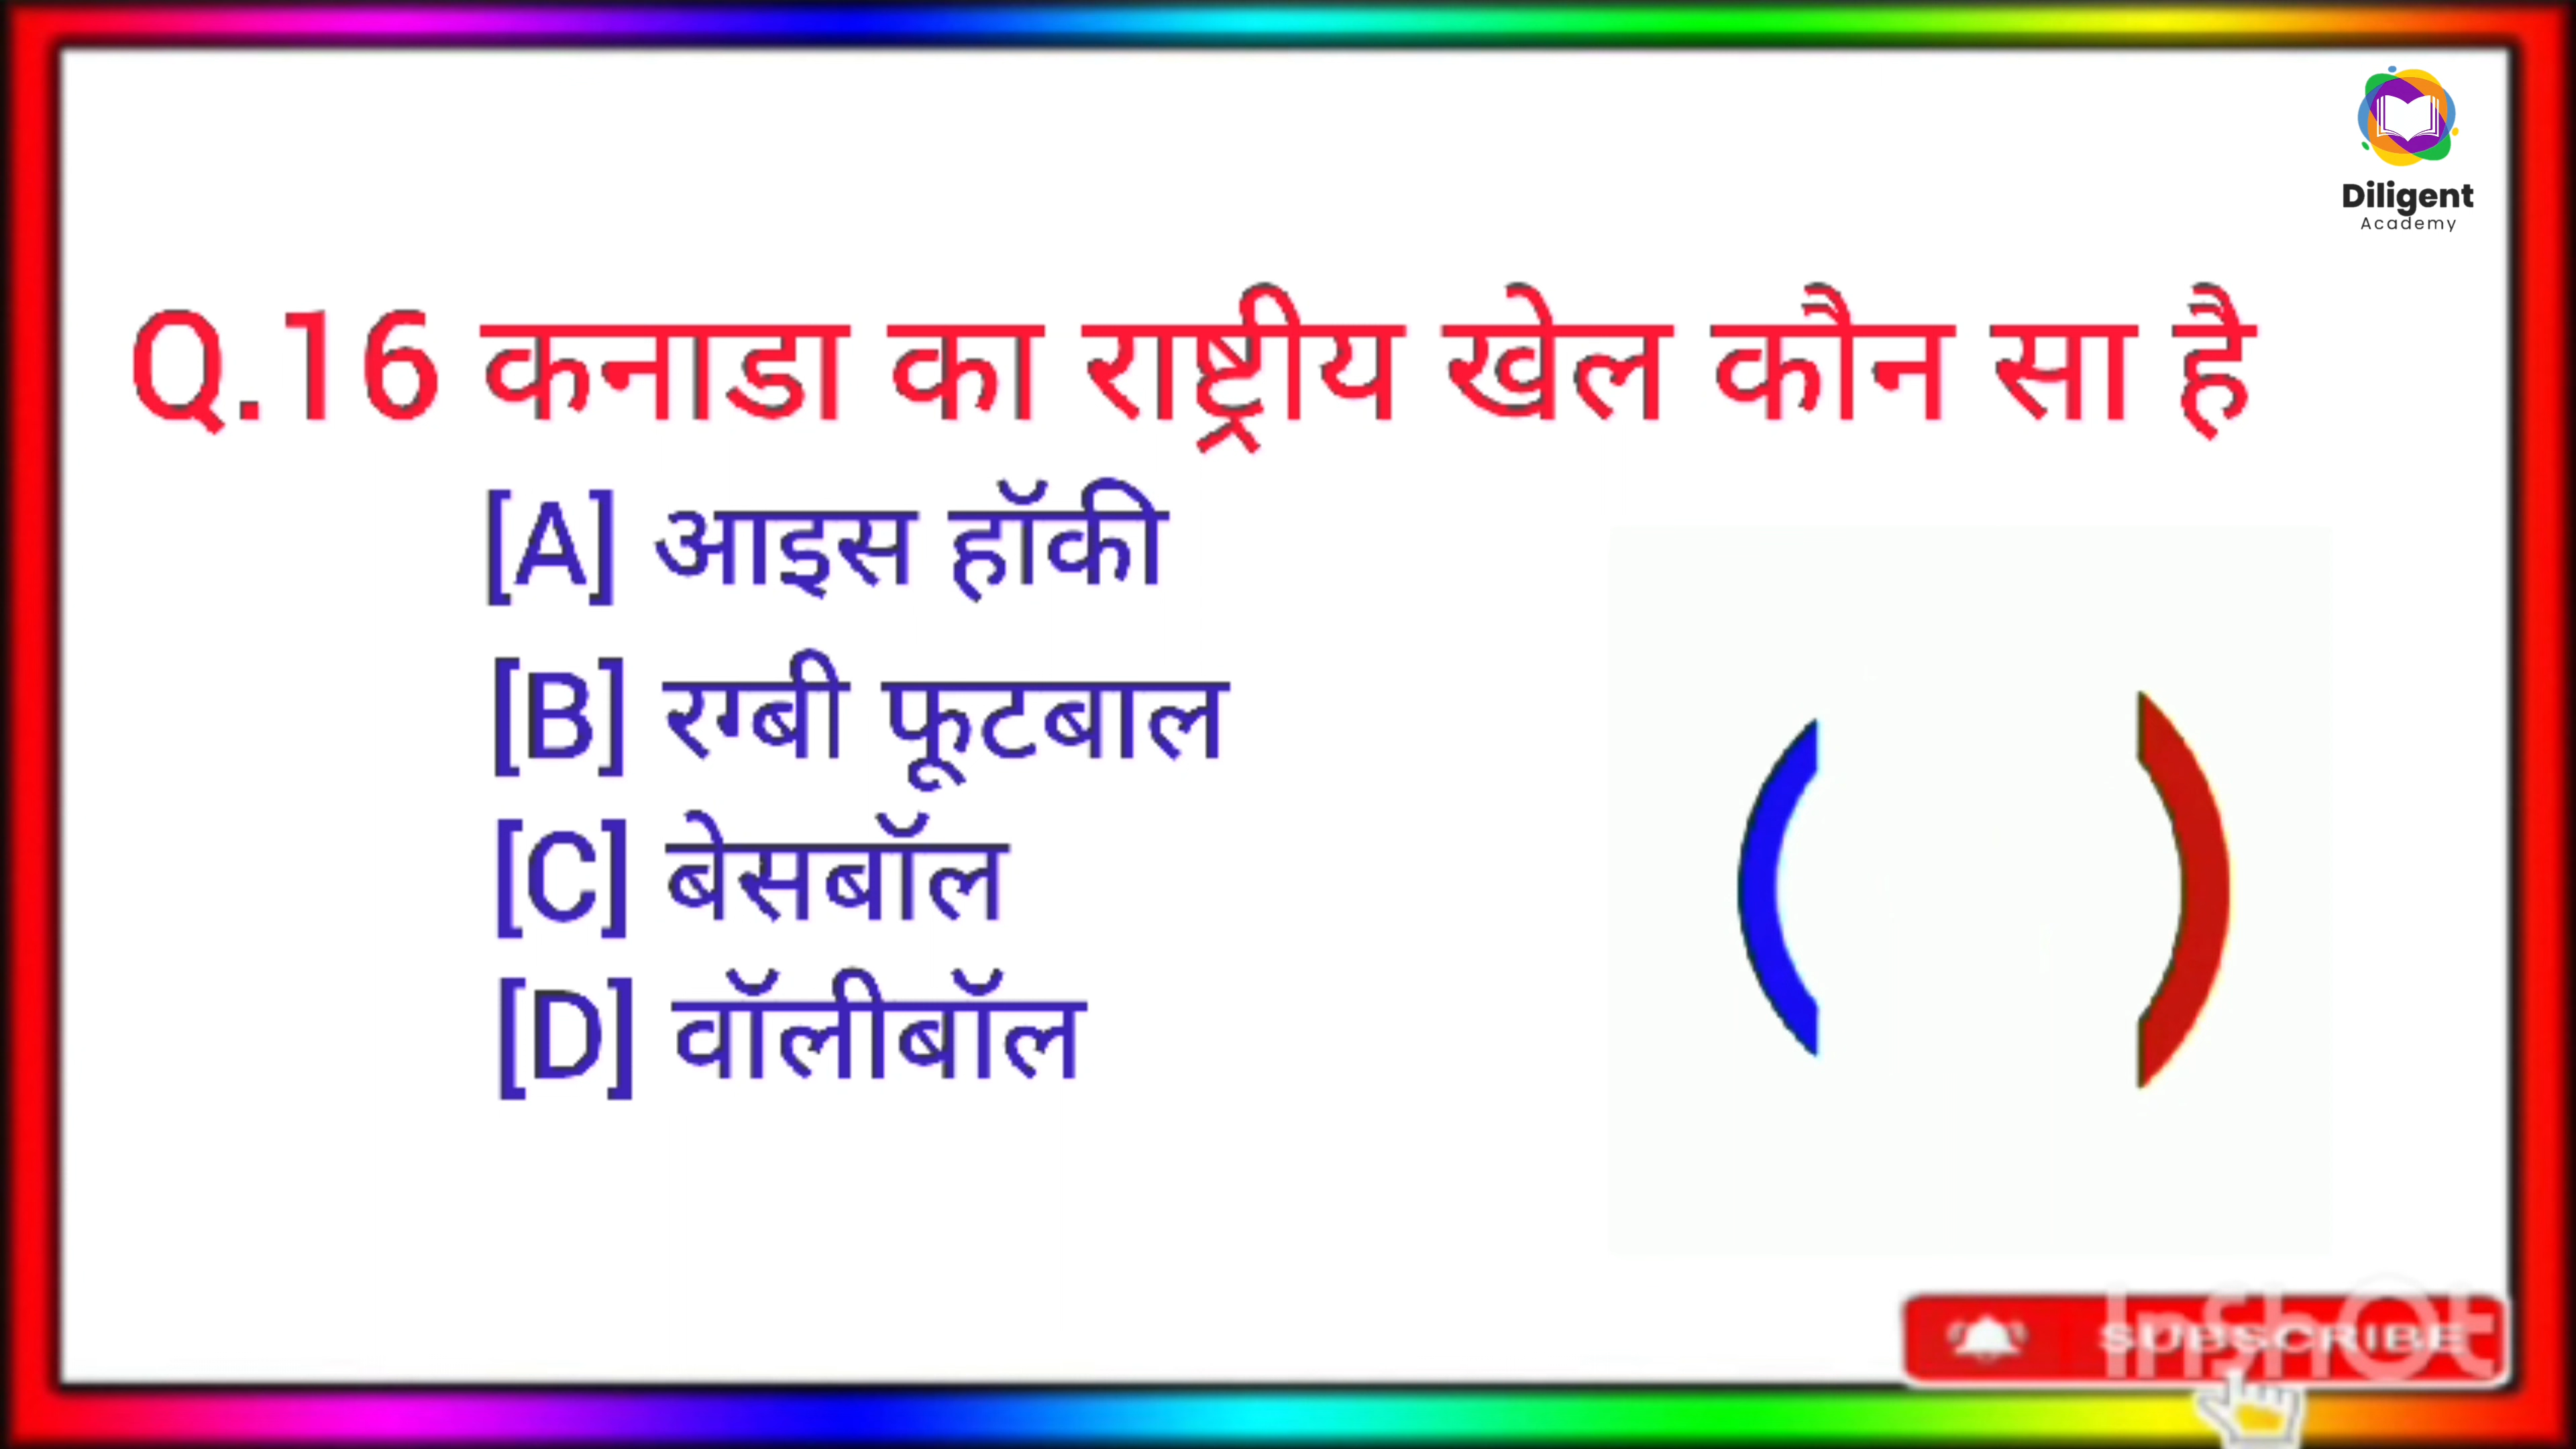 Diligent
Academy
Q.16 कनाडा का राष्ट्रीय खेल कौन सा है
[A] आइस हॉकी
[B] रग्बी फूटबाल
[C] बेसबॉल
[D] वॉलीबॉल
SUBSCRIBE
InShOt